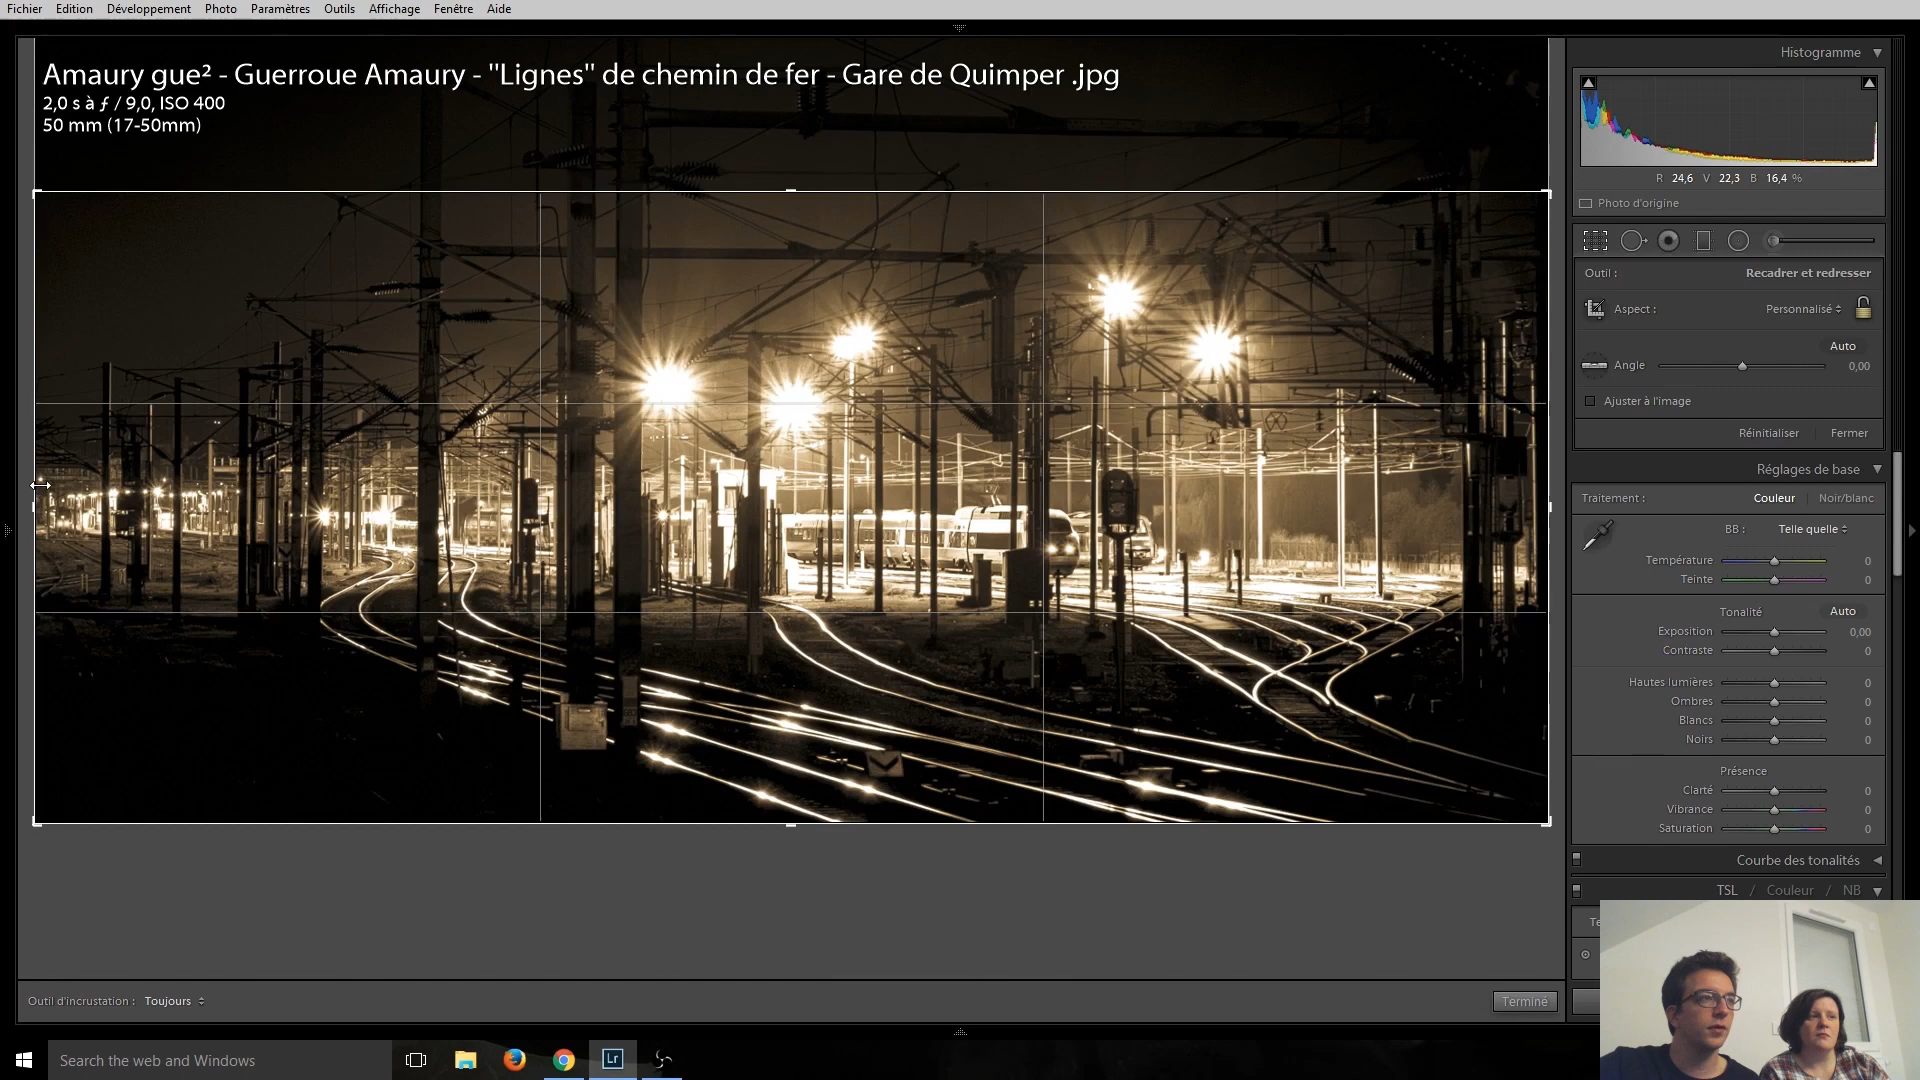 Fichier Edition Développement Photo Paramètres Outils Affichage Fenêtre Aide
Amaury gue² - Guerroue Amaury - "Lignes" de chemin de fer - Gare de Quimper .jpg
2,0 s à ƒ / 9,0, ISO 400
50 mm (17-50mm)
Histogramme
R 24,6 V 22,3 B 16,4 %
Photo d'origine
Outil : Recadrer et redresser
Aspect : Personnalisé
Auto
Angle 0,00
Ajuster à l'image
Réinitialiser Fermer
Réglages de base
Traitement : Couleur Noir/blanc
BB : Telle quelle
Température 0
Teinte 0
Tonalité Auto
Exposition 0,00
Contraste 0
Hautes lumières 0
Ombres 0
Blancs 0
Noirs 0
Présence
Clarté 0
Vibrance 0
Saturation 0
Courbe des tonalités
TSL / Couleur / NB
Te
Outil d'incrustation : Toujours
Terminé
Search the web and Windows
Lr